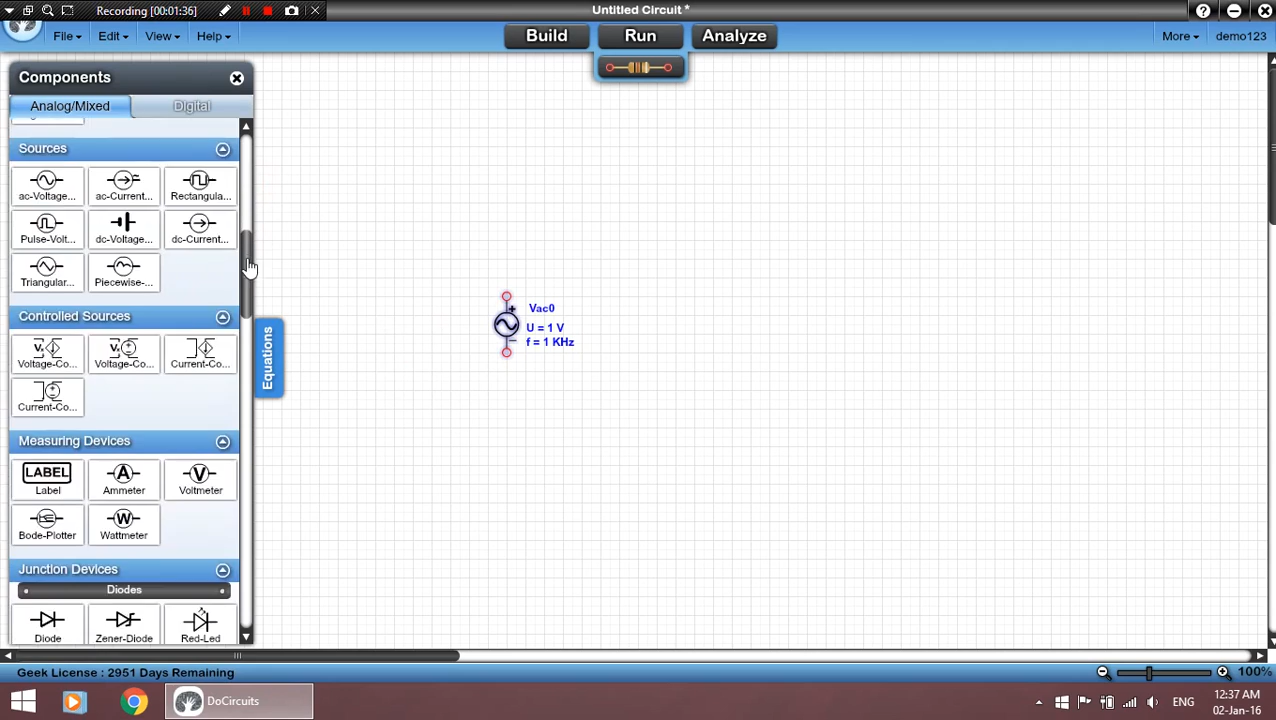 Recording [00:01:36]
Untitled Circuit *
File
Edit
View
Help
Build
Run
Analyze
More
demo123
Components
Analog/Mixed
Digital
Sources
ac-Voltage...
ac-Current...
Rectangula...
Pulse-Volt...
dc-Voltage...
dc-Current...
Triangular...
Piecewise-...
Controlled Sources
Voltage-Co...
Voltage-Co...
Current-Co...
Current-Co...
Measuring Devices
LABEL
Label
A
Ammeter
V
Voltmeter
Bode-Plotter
W
Wattmeter
Junction Devices
Diodes
Diode
Zener-Diode
Red-Led
Equations
Vac0
U = 1 V
f = 1 KHz
Geek License : 2951 Days Remaining
100%
DoCircuits
ENG
12:37 AM
02-Jan-16